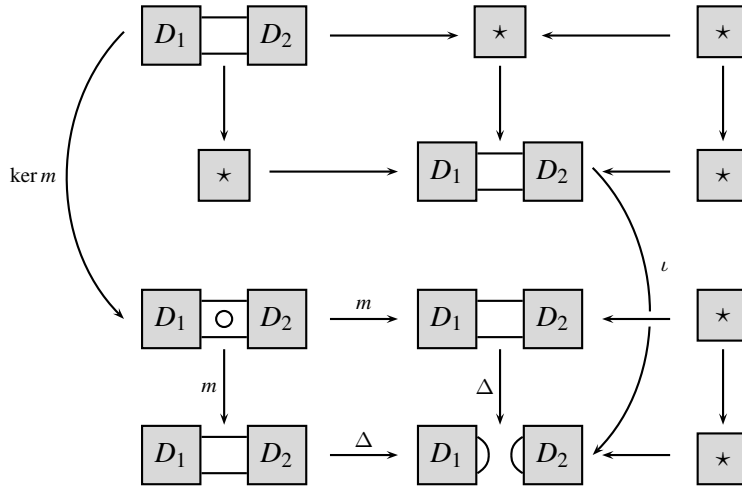 D₁ D₂ ⋆ ⋆
ker m
⋆ D₁ D₂ ⋆
ι
D₁ D₂ m D₁ D₂ ⋆
m Δ
D₁ D₂ Δ D₁ D₂ ⋆